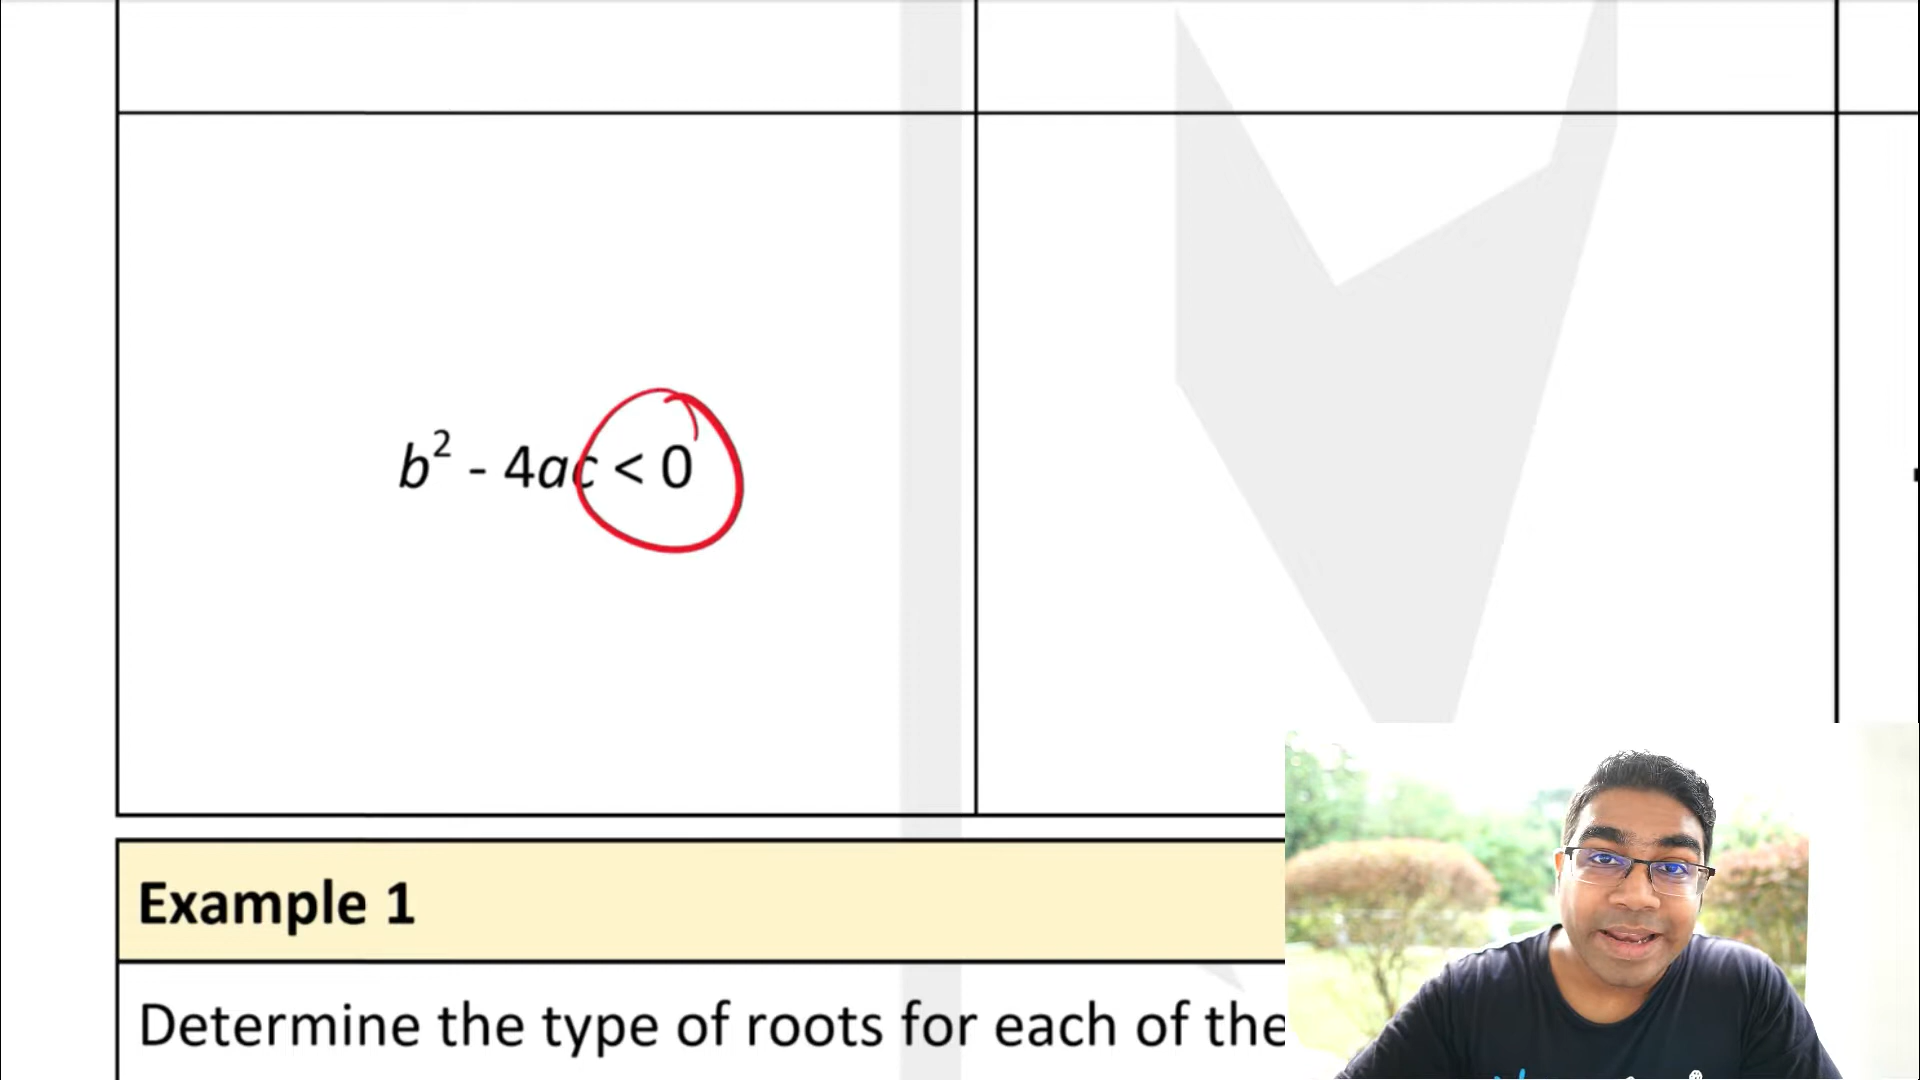 b² - 4ac < 0
Example 1
Determine the type of roots for each of the